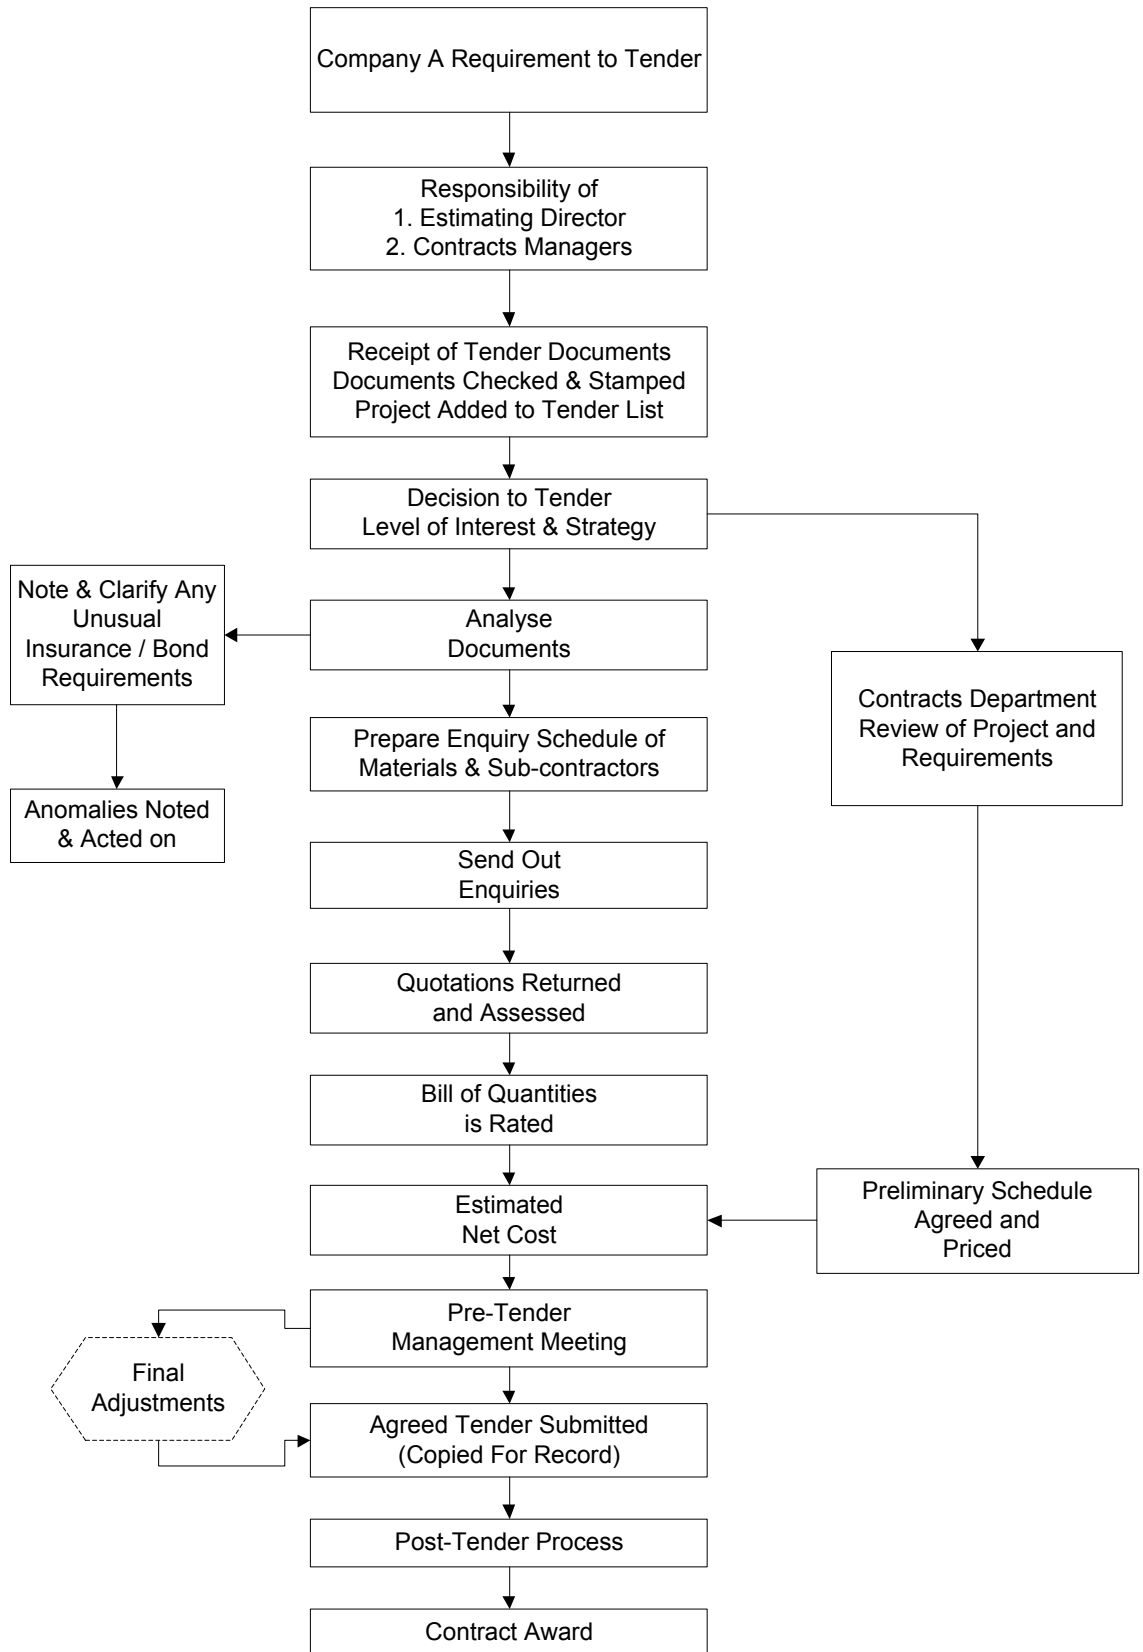 Company A Requirement to Tender
Responsibility of
1. Estimating Director
2. Contracts Managers
Receipt of Tender Documents
Documents Checked & Stamped
Project Added to Tender List
Decision to Tender
Level of Interest & Strategy
Note & Clarify Any
Unusual
Insurance / Bond
Requirements
Analyse
Documents
Contracts Department
Review of Project and
Requirements
Prepare Enquiry Schedule of
Materials & Sub-contractors
Anomalies Noted
& Acted on
Send Out
Enquiries
Quotations Returned
and Assessed
Bill of Quantities
is Rated
Estimated
Net Cost
Preliminary Schedule
Agreed and
Priced
Pre-Tender
Management Meeting
Final
Adjustments
Agreed Tender Submitted
(Copied For Record)
Post-Tender Process
Contract Award